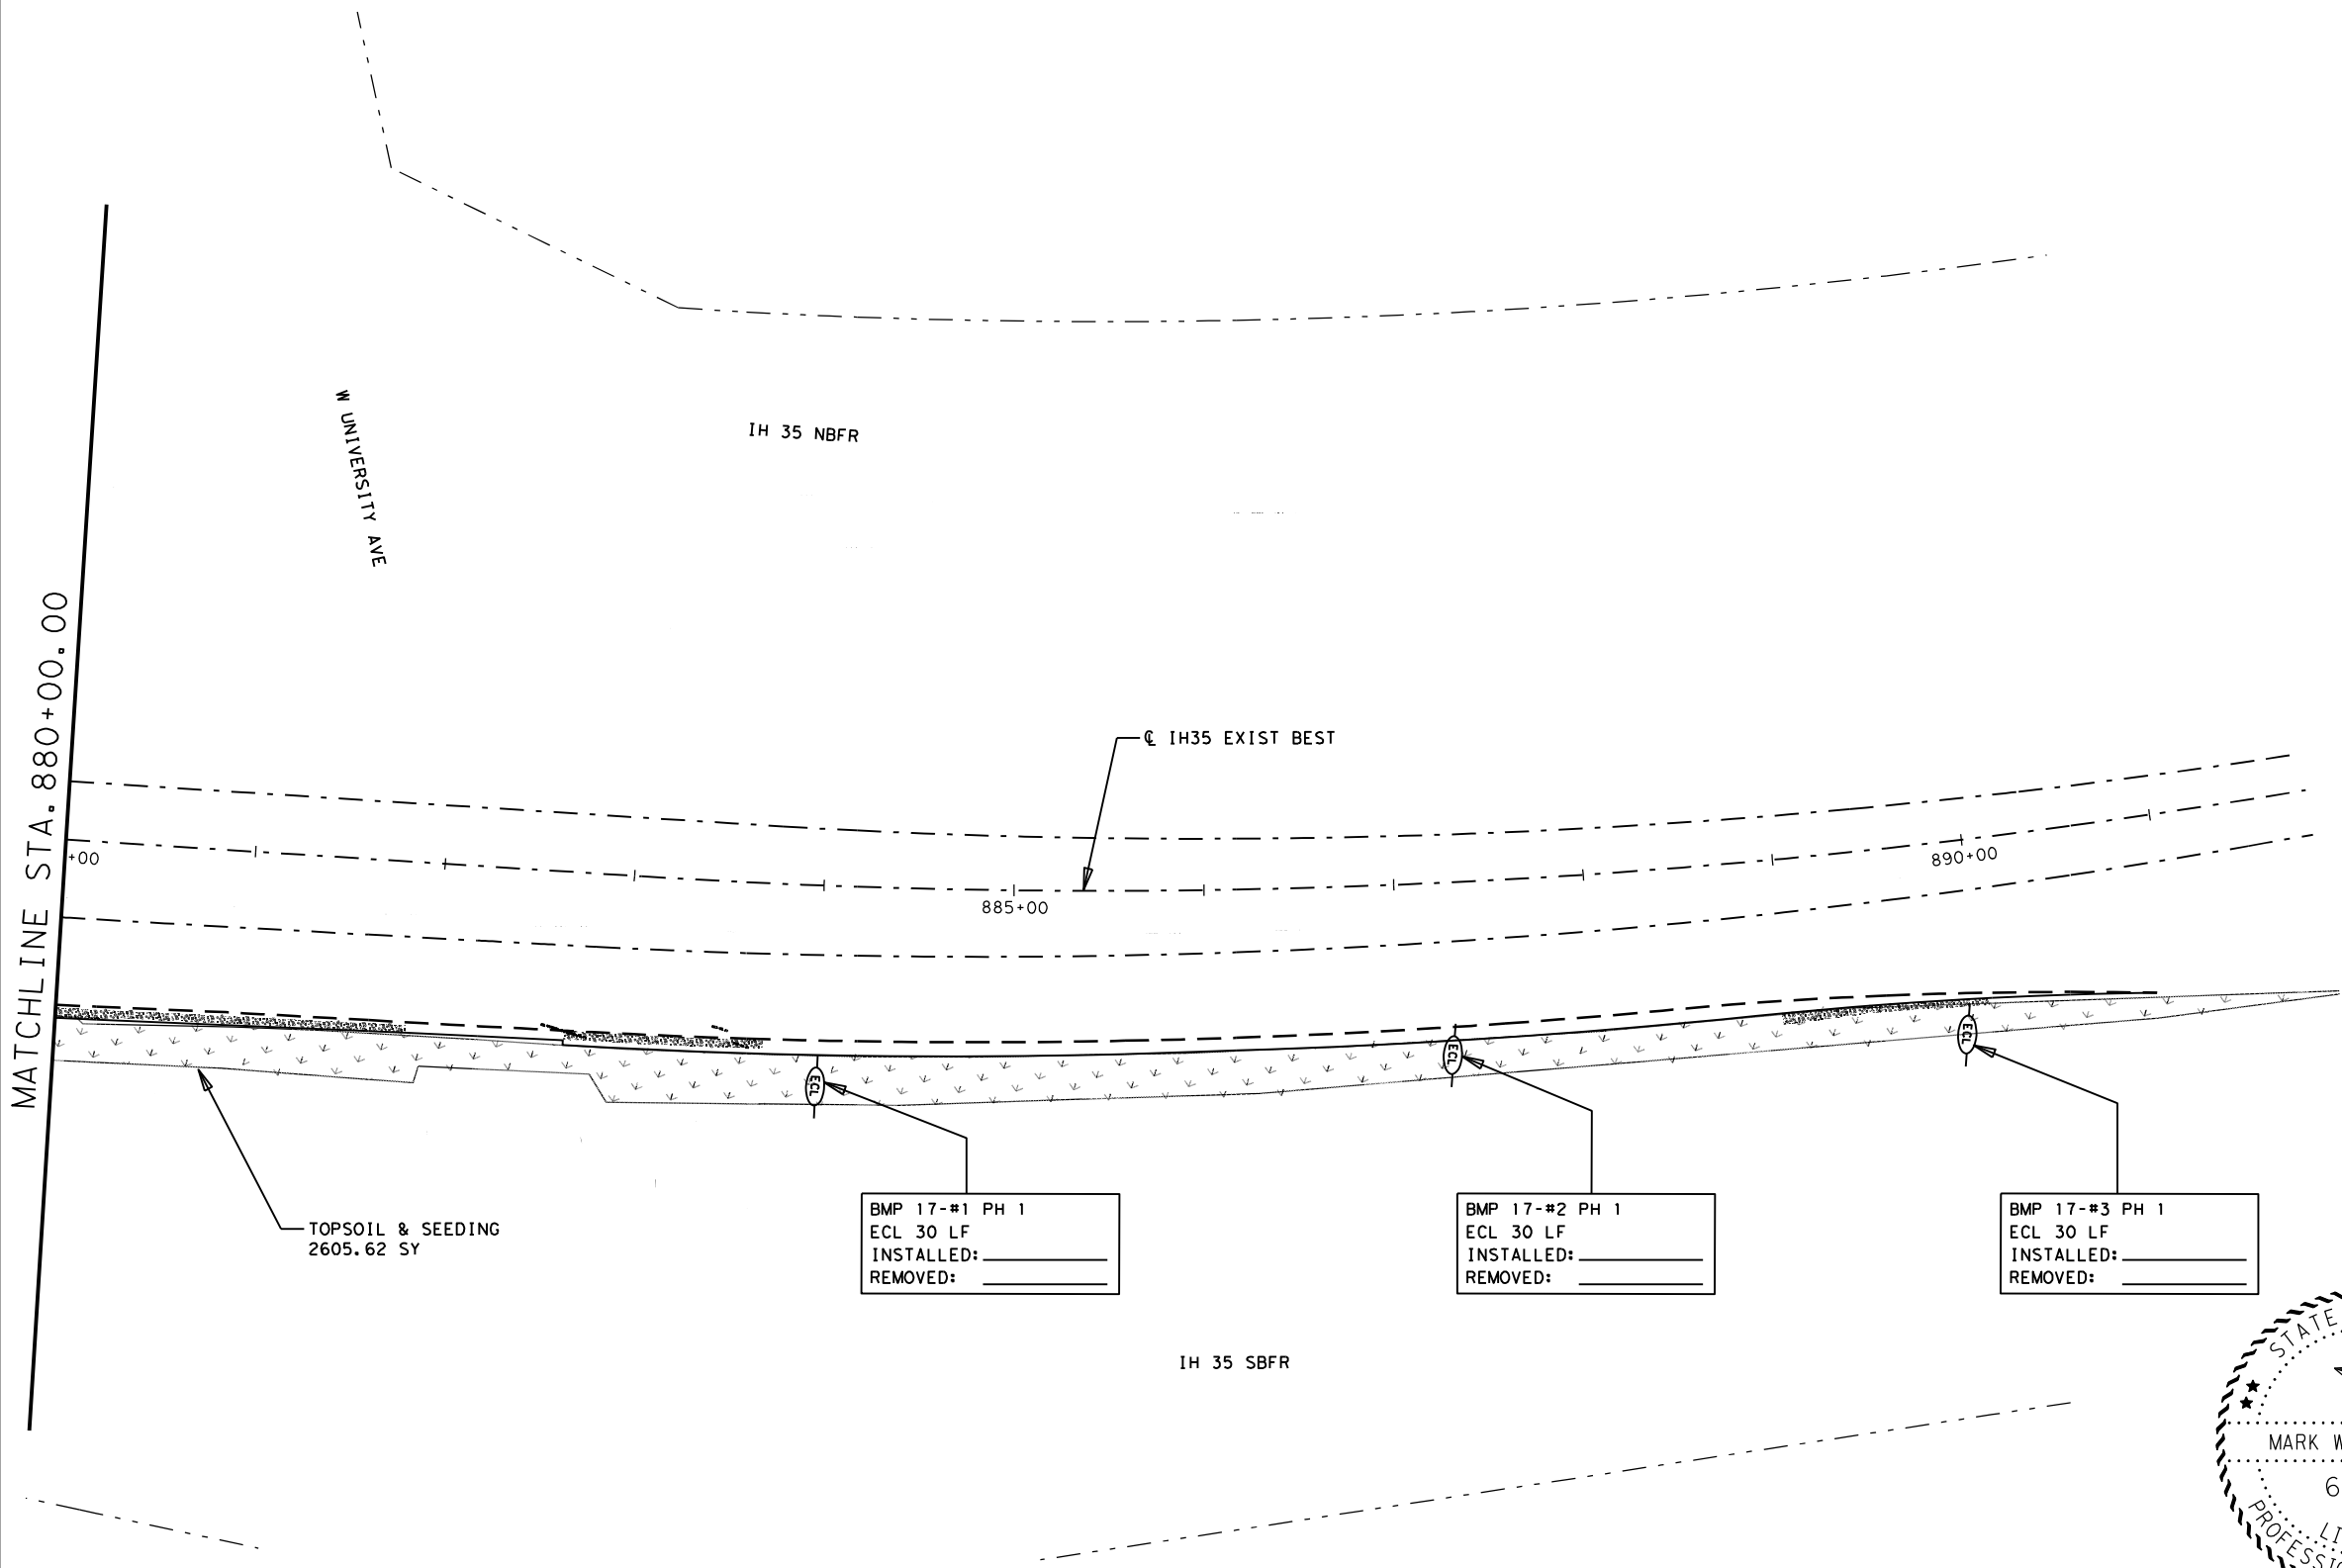 W UNIVERSITY AVE
IH 35 NBFR
MATCHLINE STA. 880+00.00
℄ IH35 EXIST BEST
+00
885+00
890+00
ECL
ECL
ECL
TOPSOIL & SEEDING
2605.62 SY
BMP 17-#1 PH 1
ECL 30 LF
INSTALLED:
REMOVED:
BMP 17-#2 PH 1
ECL 30 LF
INSTALLED:
REMOVED:
BMP 17-#3 PH 1
ECL 30 LF
INSTALLED:
REMOVED:
IH 35 SBFR
STATE
MARK W
6